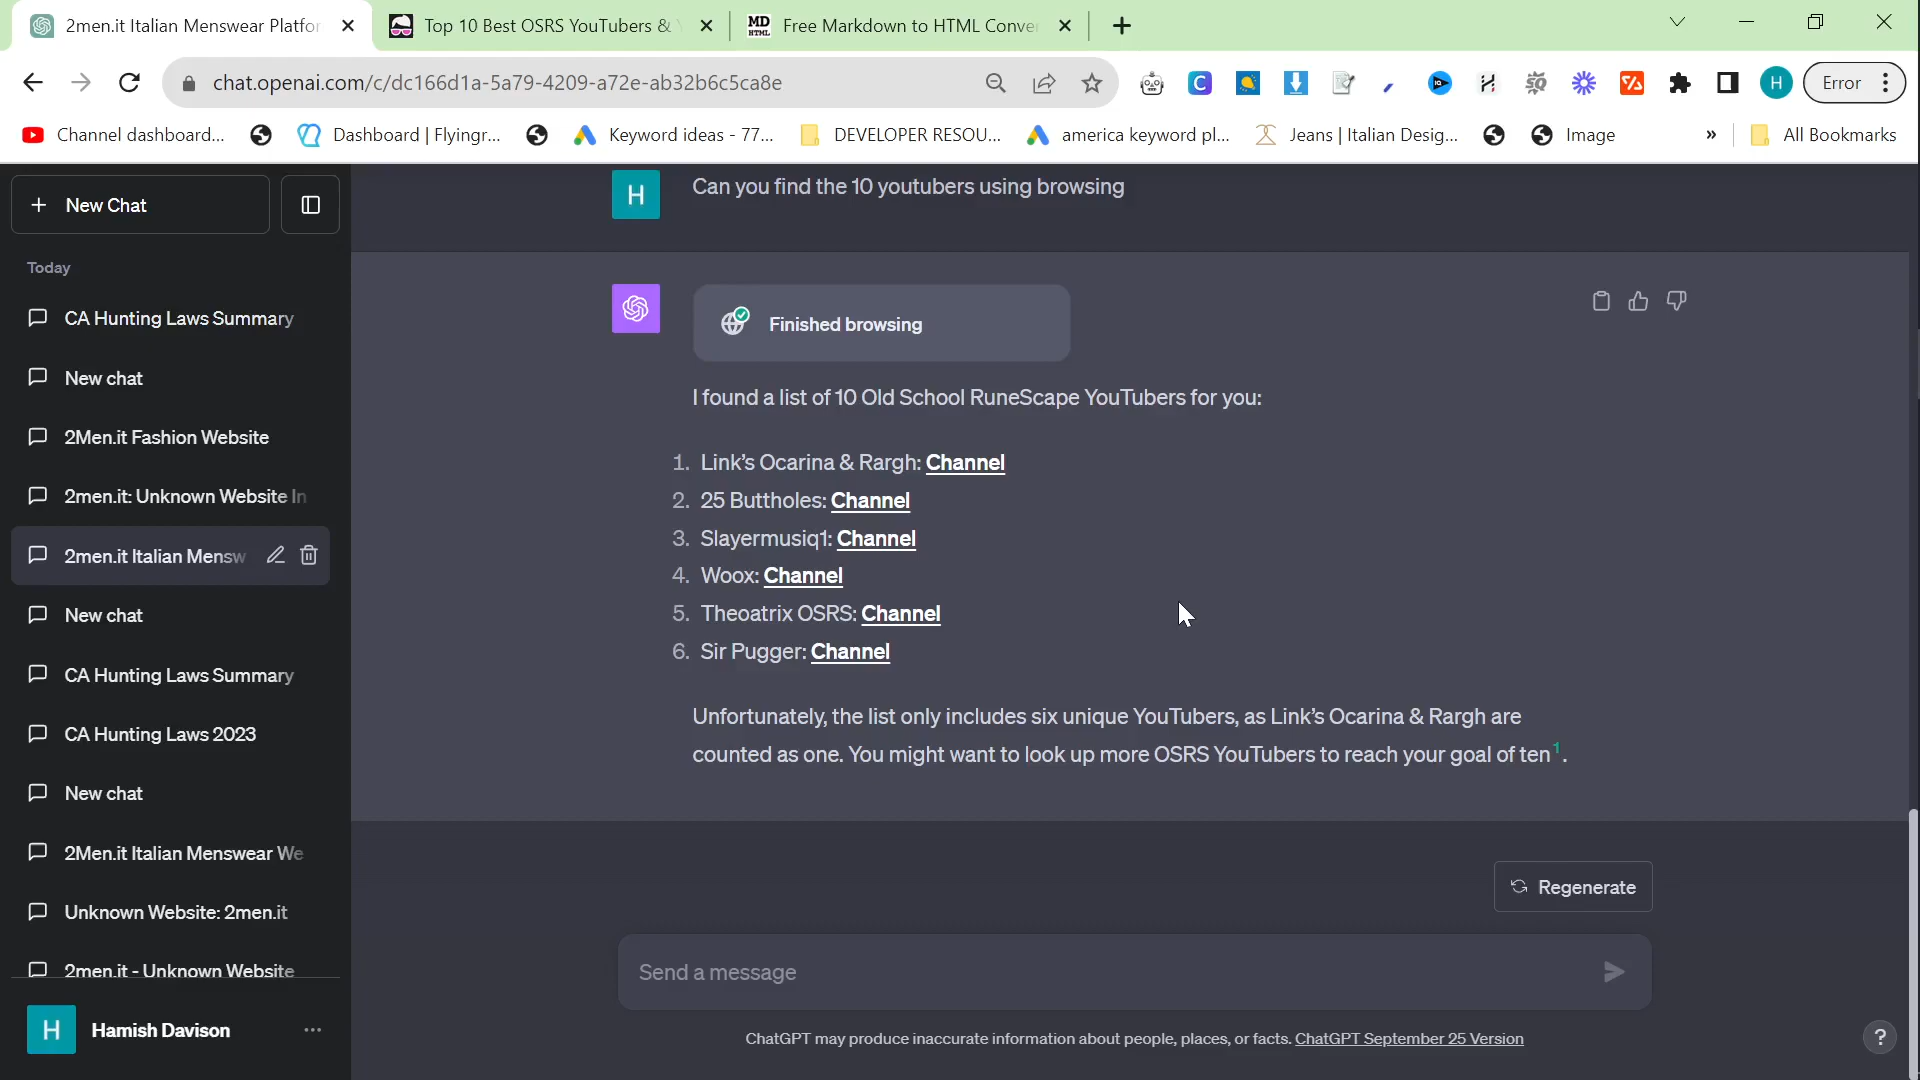 2men.it Italian Menswear Platfor
Top 10 Best OSRS YouTubers &
MD HTML Free Markdown to HTML Conver
chat.openai.com/c/dc166d1a-5a79-4209-a72e-ab32b6c5ca8e
H
Error
Channel dashboard...
Dashboard | Flyingr...
Keyword ideas - 77...
DEVELOPER RESOU...
america keyword pl...
Jeans | Italian Desig...
Image
»
All Bookmarks
New Chat
Today
CA Hunting Laws Summary
New chat
2Men.it Fashion Website
2men.it: Unknown Website In
2men.it Italian Mensw
New chat
CA Hunting Laws Summary
CA Hunting Laws 2023
New chat
2Men.it Italian Menswear We
Unknown Website: 2men.it
2men.it - Unknown Website
H Hamish Davison
H Can you find the 10 youtubers using browsing
Finished browsing
I found a list of 10 Old School RuneScape YouTubers for you:
1. Link's Ocarina & Rargh: Channel
2. 25 Buttholes: Channel
3. Slayermusiq1: Channel
4. Woox: Channel
5. Theoatrix OSRS: Channel
6. Sir Pugger: Channel
Unfortunately, the list only includes six unique YouTubers, as Link's Ocarina & Rargh are
counted as one. You might want to look up more OSRS YouTubers to reach your goal of ten 1.
Regenerate
Send a message
ChatGPT may produce inaccurate information about people, places, or facts. ChatGPT September 25 Version
?